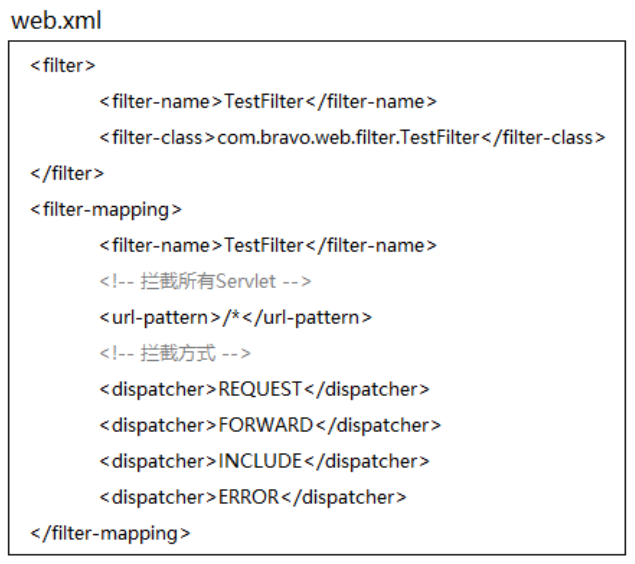 web.xml
<filter>
<filter-name>TestFilter</filter-name>
<filter-class>com.bravo.web.filter.TestFilter</filter-class>
</filter>
<filter-mapping>
<filter-name>TestFilter</filter-name>
<!-- 拦截所有Servlet -->
<url-pattern>/*</url-pattern>
<!-- 拦截方式 -->
<dispatcher>REQUEST</dispatcher>
<dispatcher>FORWARD</dispatcher>
<dispatcher>INCLUDE</dispatcher>
<dispatcher>ERROR</dispatcher>
</filter-mapping>